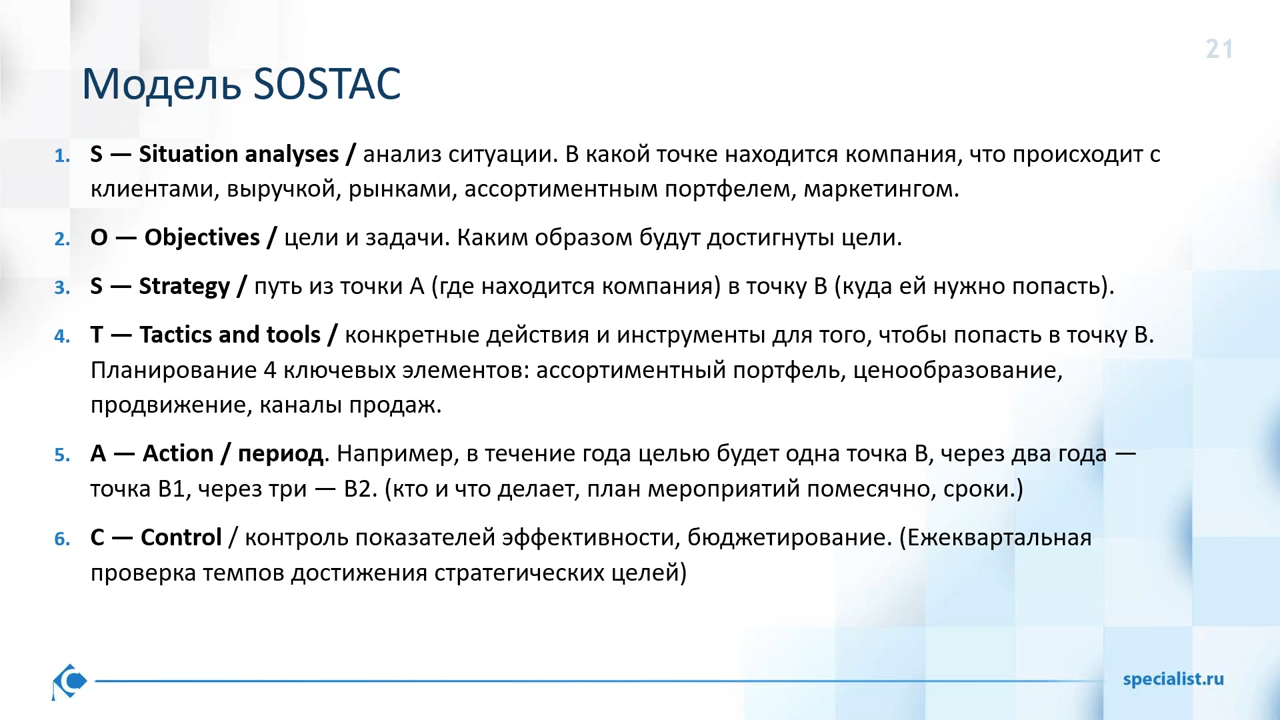 21
Модель SOSTAC
1. S — Situation analyses / анализ ситуации. В какой точке находится компания, что происходит с
клиентами, выручкой, рынками, ассортиментным портфелем, маркетингом.
2. O — Objectives / цели и задачи. Каким образом будут достигнуты цели.
3. S — Strategy / путь из точки А (где находится компания) в точку В (куда ей нужно попасть).
4. T — Tactics and tools / конкретные действия и инструменты для того, чтобы попасть в точку В.
Планирование 4 ключевых элементов: ассортиментный портфель, ценообразование,
продвижение, каналы продаж.
5. A — Action / период. Например, в течение года целью будет одна точка В, через два года —
точка В1, через три — В2. (кто и что делает, план мероприятий помесячно, сроки.)
6. C — Control / контроль показателей эффективности, бюджетирование. (Ежеквартальная
проверка темпов достижения стратегических целей)
specialist.ru